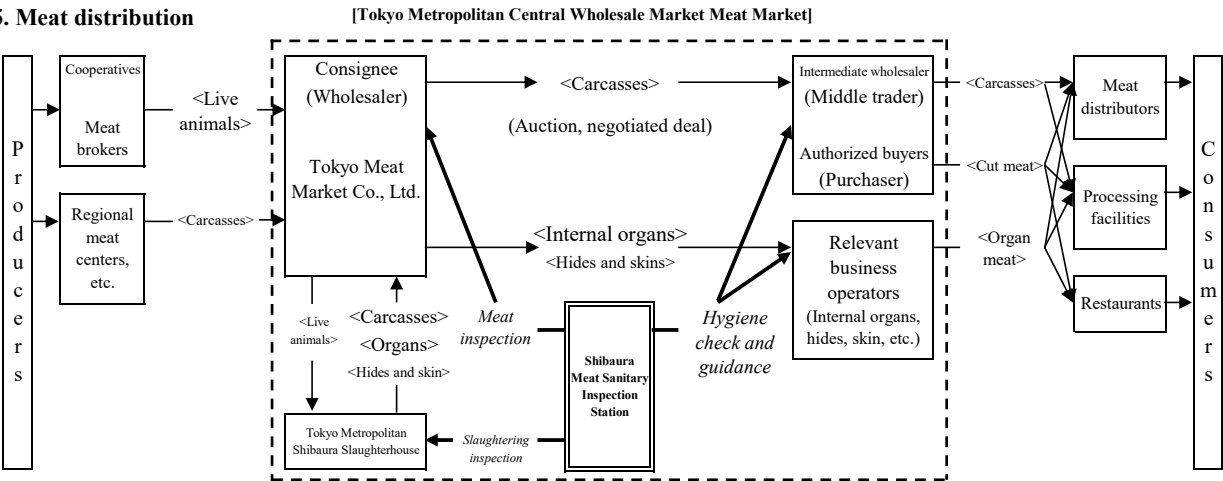 5. Meat distribution
[Tokyo Metropolitan Central Wholesale Market Meat Market]
P
r
o
d
u
c
e
r
s
Cooperatives
Meat
brokers
Regional
meat
centers,
etc.
<Live
animals>
<Carcasses>
Consignee
(Wholesaler)
Tokyo Meat
Market Co., Ltd.
<Carcasses>
(Auction, negotiated deal)
<Internal organs>
<Hides and skins>
<Live
animals>
<Carcasses>
<Organs>
<Hides and skin>
Meat
inspection
Shibaura
Meat Sanitary
Inspection
Station
Hygiene
check and
guidance
Tokyo Metropolitan
Shibaura Slaughterhouse
Slaughtering
inspection
Intermediate wholesaler
(Middle trader)
Authorized buyers
(Purchaser)
Relevant
business
operators
(Internal organs,
hides, skin, etc.)
<Carcasses>
<Cut meat>
<Organ
meat>
Meat
distributors
Processing
facilities
Restaurants
C
o
n
s
u
m
e
r
s